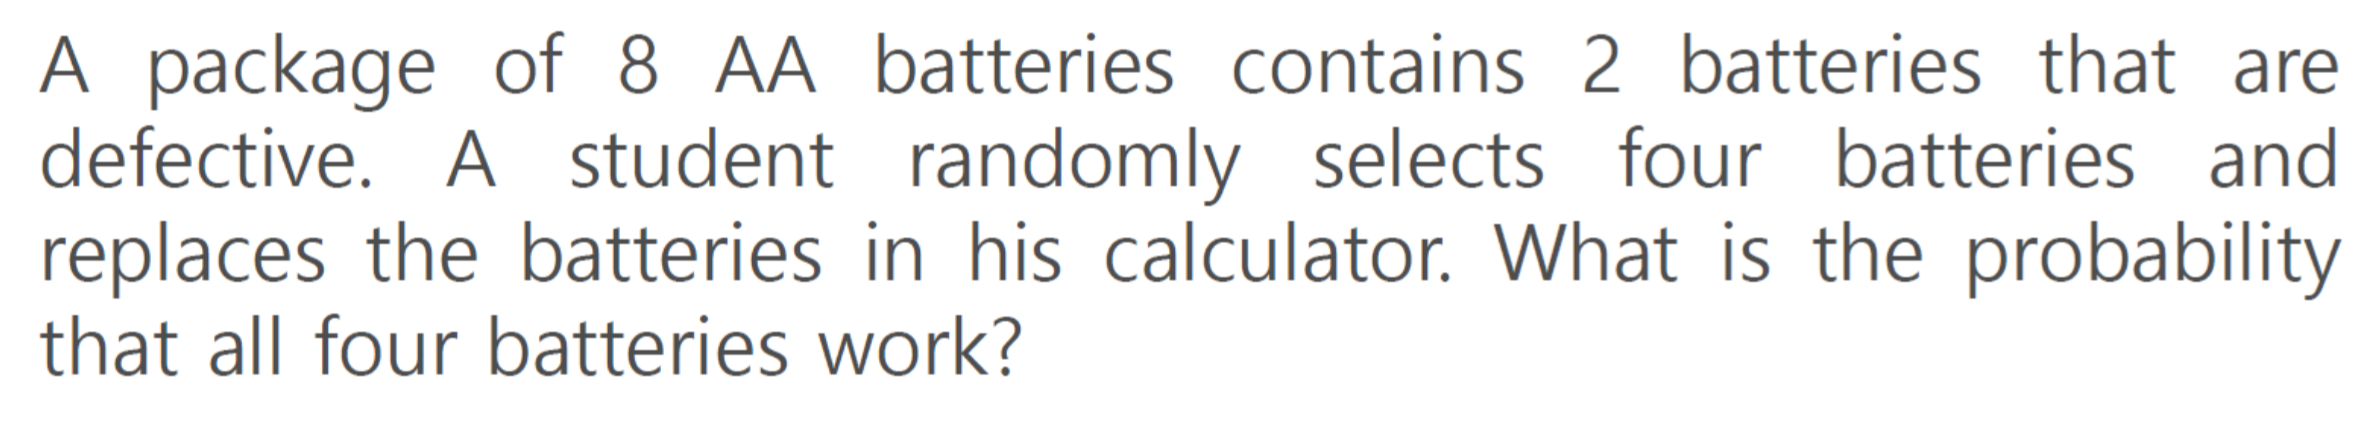 A package of 8 AA batteries contains 2 batteries that are
defective. A student randomly selects four batteries and
replaces the batteries in his calculator. What is the probability
that all four batteries work?